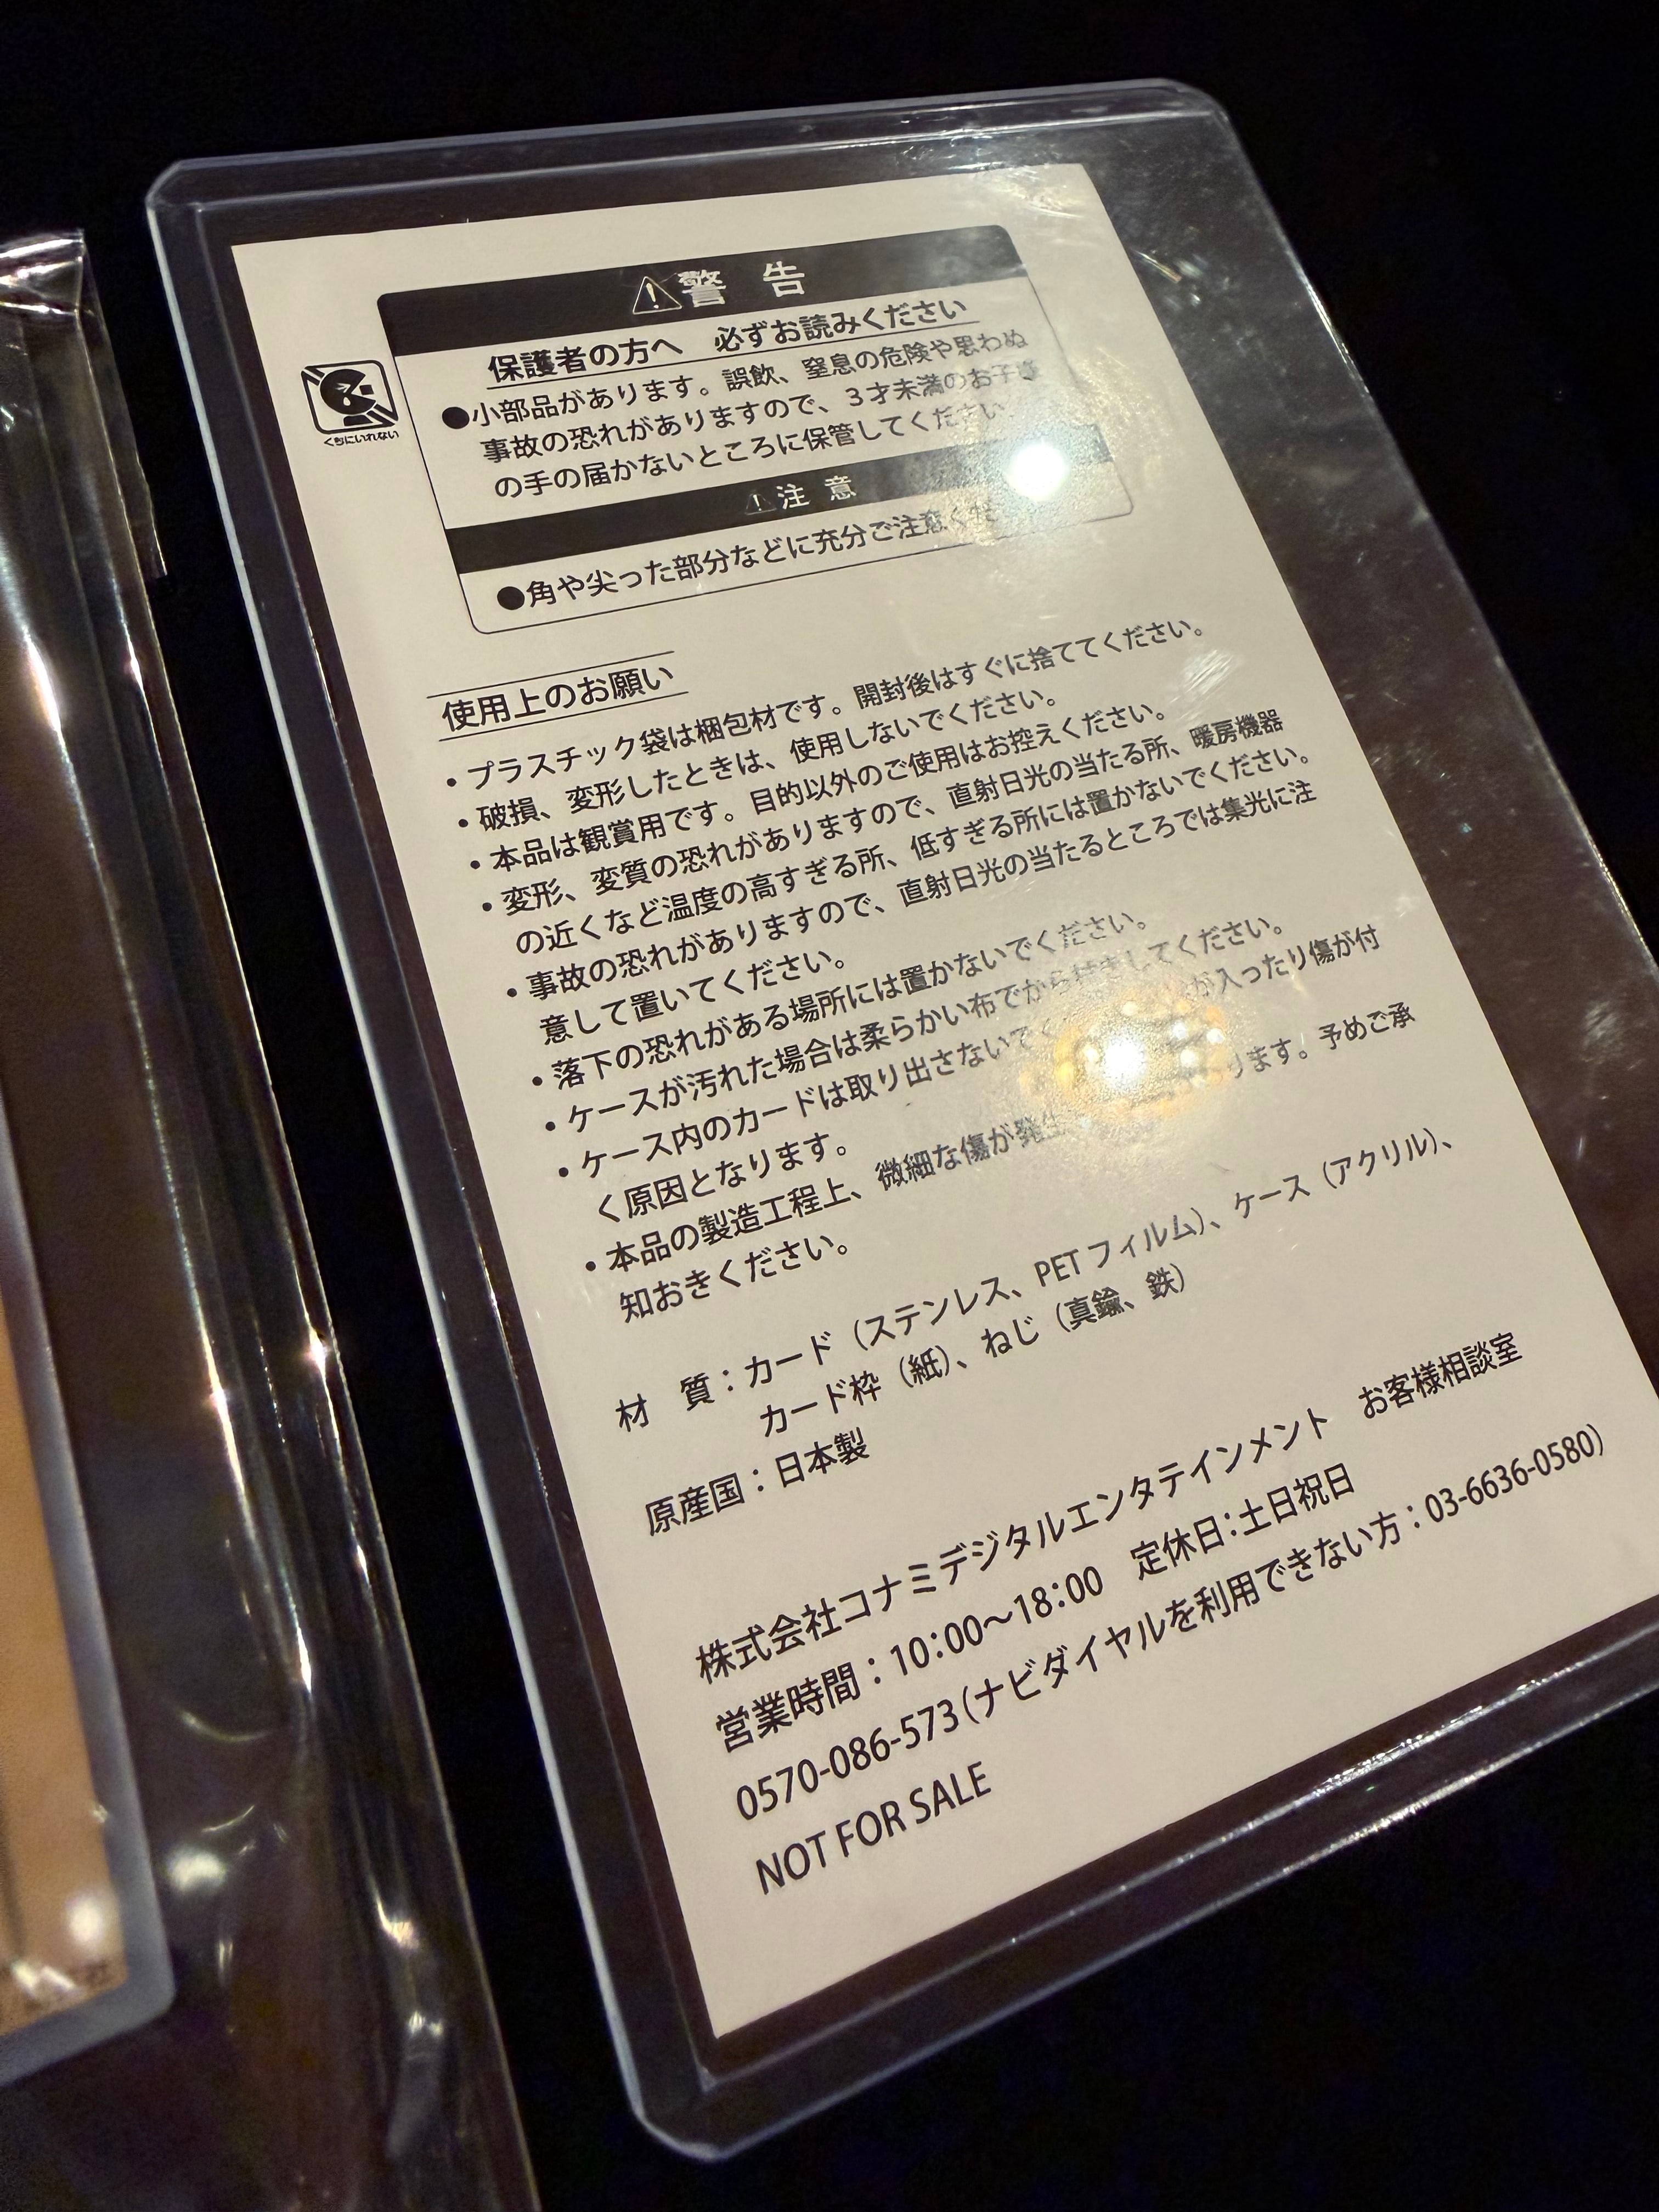 ⚠警 告
保護者の方へ 必ずお読みください
●小部品があります。誤飲、窒息の危険や思わぬ
事故の恐れがありますので、3才未満のお子様
の手の届かないところに保管してください。
くちにいれない
⚠注 意
●角や尖った部分などに充分ご注意く
使用上のお願い
・プラスチック袋は梱包材です。開封後はすぐに捨ててください。
・破損、変形したときは、使用しないでください。
・本品は観賞用です。目的以外のご使用はお控えください。
・変形、変質の恐れがありますので、直射日光の当たる所、暖房機器
の近くなど温度の高すぎる所、低すぎる所には置かないでください。
・事故の恐れがありますので、直射日光の当たるところでは集光に注
意して置いてください。
・落下の恐れがある場所には置かないでください。
・ケースが汚れた場合は柔らかい布でから拭きしてください。
・ケース内のカードは取り出さないでく が入ったり傷が付
く原因となります。
・本品の製造工程上、微細な傷が発生 ります。予めご承
知おきください。
材 質：カード（ステンレス、PETフィルム）、ケース（アクリル）、
カード枠（紙）、ねじ（真鍮、鉄）
原産国：日本製
株式会社コナミデジタルエンタテインメント お客様相談室
営業時間：10:00〜18:00 定休日:土日祝日
0570-086-573(ナビダイヤルを利用できない方：03-6636-0580)
NOT FOR SALE